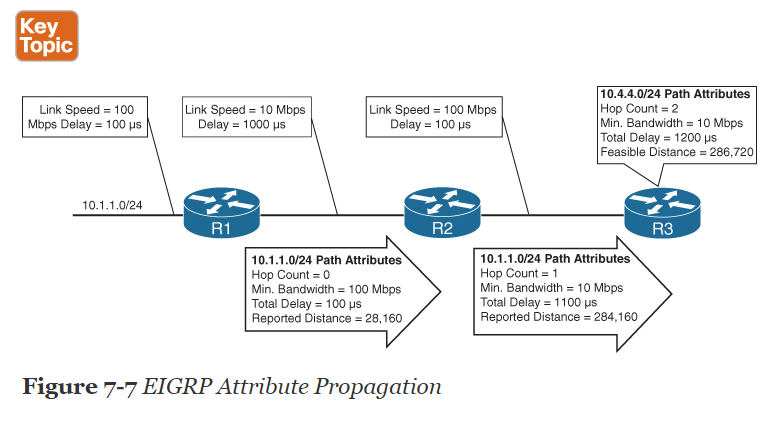 Key
Topic
Link Speed = 100
Mbps Delay = 100 µs
Link Speed = 10 Mbps
Delay = 1000 µs
Link Speed = 100 Mbps
Delay = 100 µs
10.4.4.0/24 Path Attributes
Hop Count = 2
Min. Bandwidth = 10 Mbps
Total Delay = 1200 µs
Feasible Distance = 286,720
10.1.1.0/24
R1
R2
R3
10.1.1.0/24 Path Attributes
Hop Count = 0
Min. Bandwidth = 100 Mbps
Total Delay = 100 µs
Reported Distance = 28,160
10.1.1.0/24 Path Attributes
Hop Count = 1
Min. Bandwidth = 10 Mbps
Total Delay = 1100 µs
Reported Distance = 284,160
Figure 7-7 EIGRP Attribute Propagation